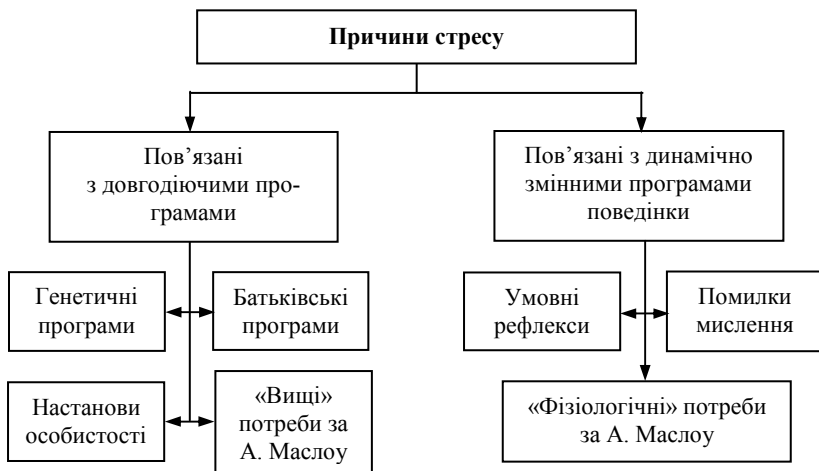 Причини стресу
Пов’язані
з довгодіючими про-
грамами
Пов’язані з динамічно
змінними програмами
поведінки
Генетичні
програми
Батьківські
програми
Умовні
рефлекси
Помилки
мислення
Настанови
особистості
«Вищі»
потреби за
А. Маслоу
«Фізіологічні» потреби
за А. Маслоу